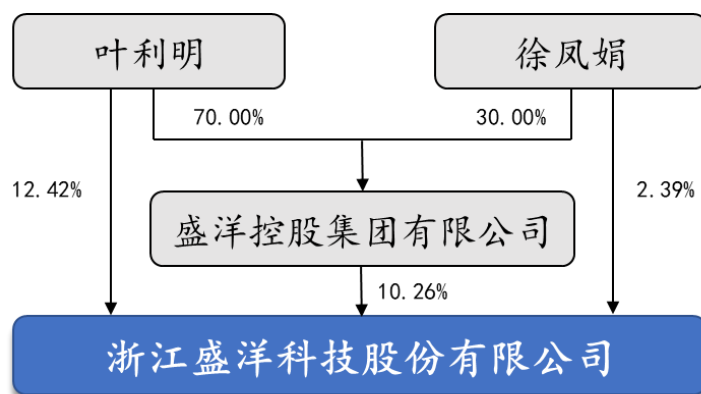 叶利明
徐凤娟
70.00%
30.00%
12.42%
2.39%
盛洋控股集团有限公司
10.26%
浙江盛洋科技股份有限公司